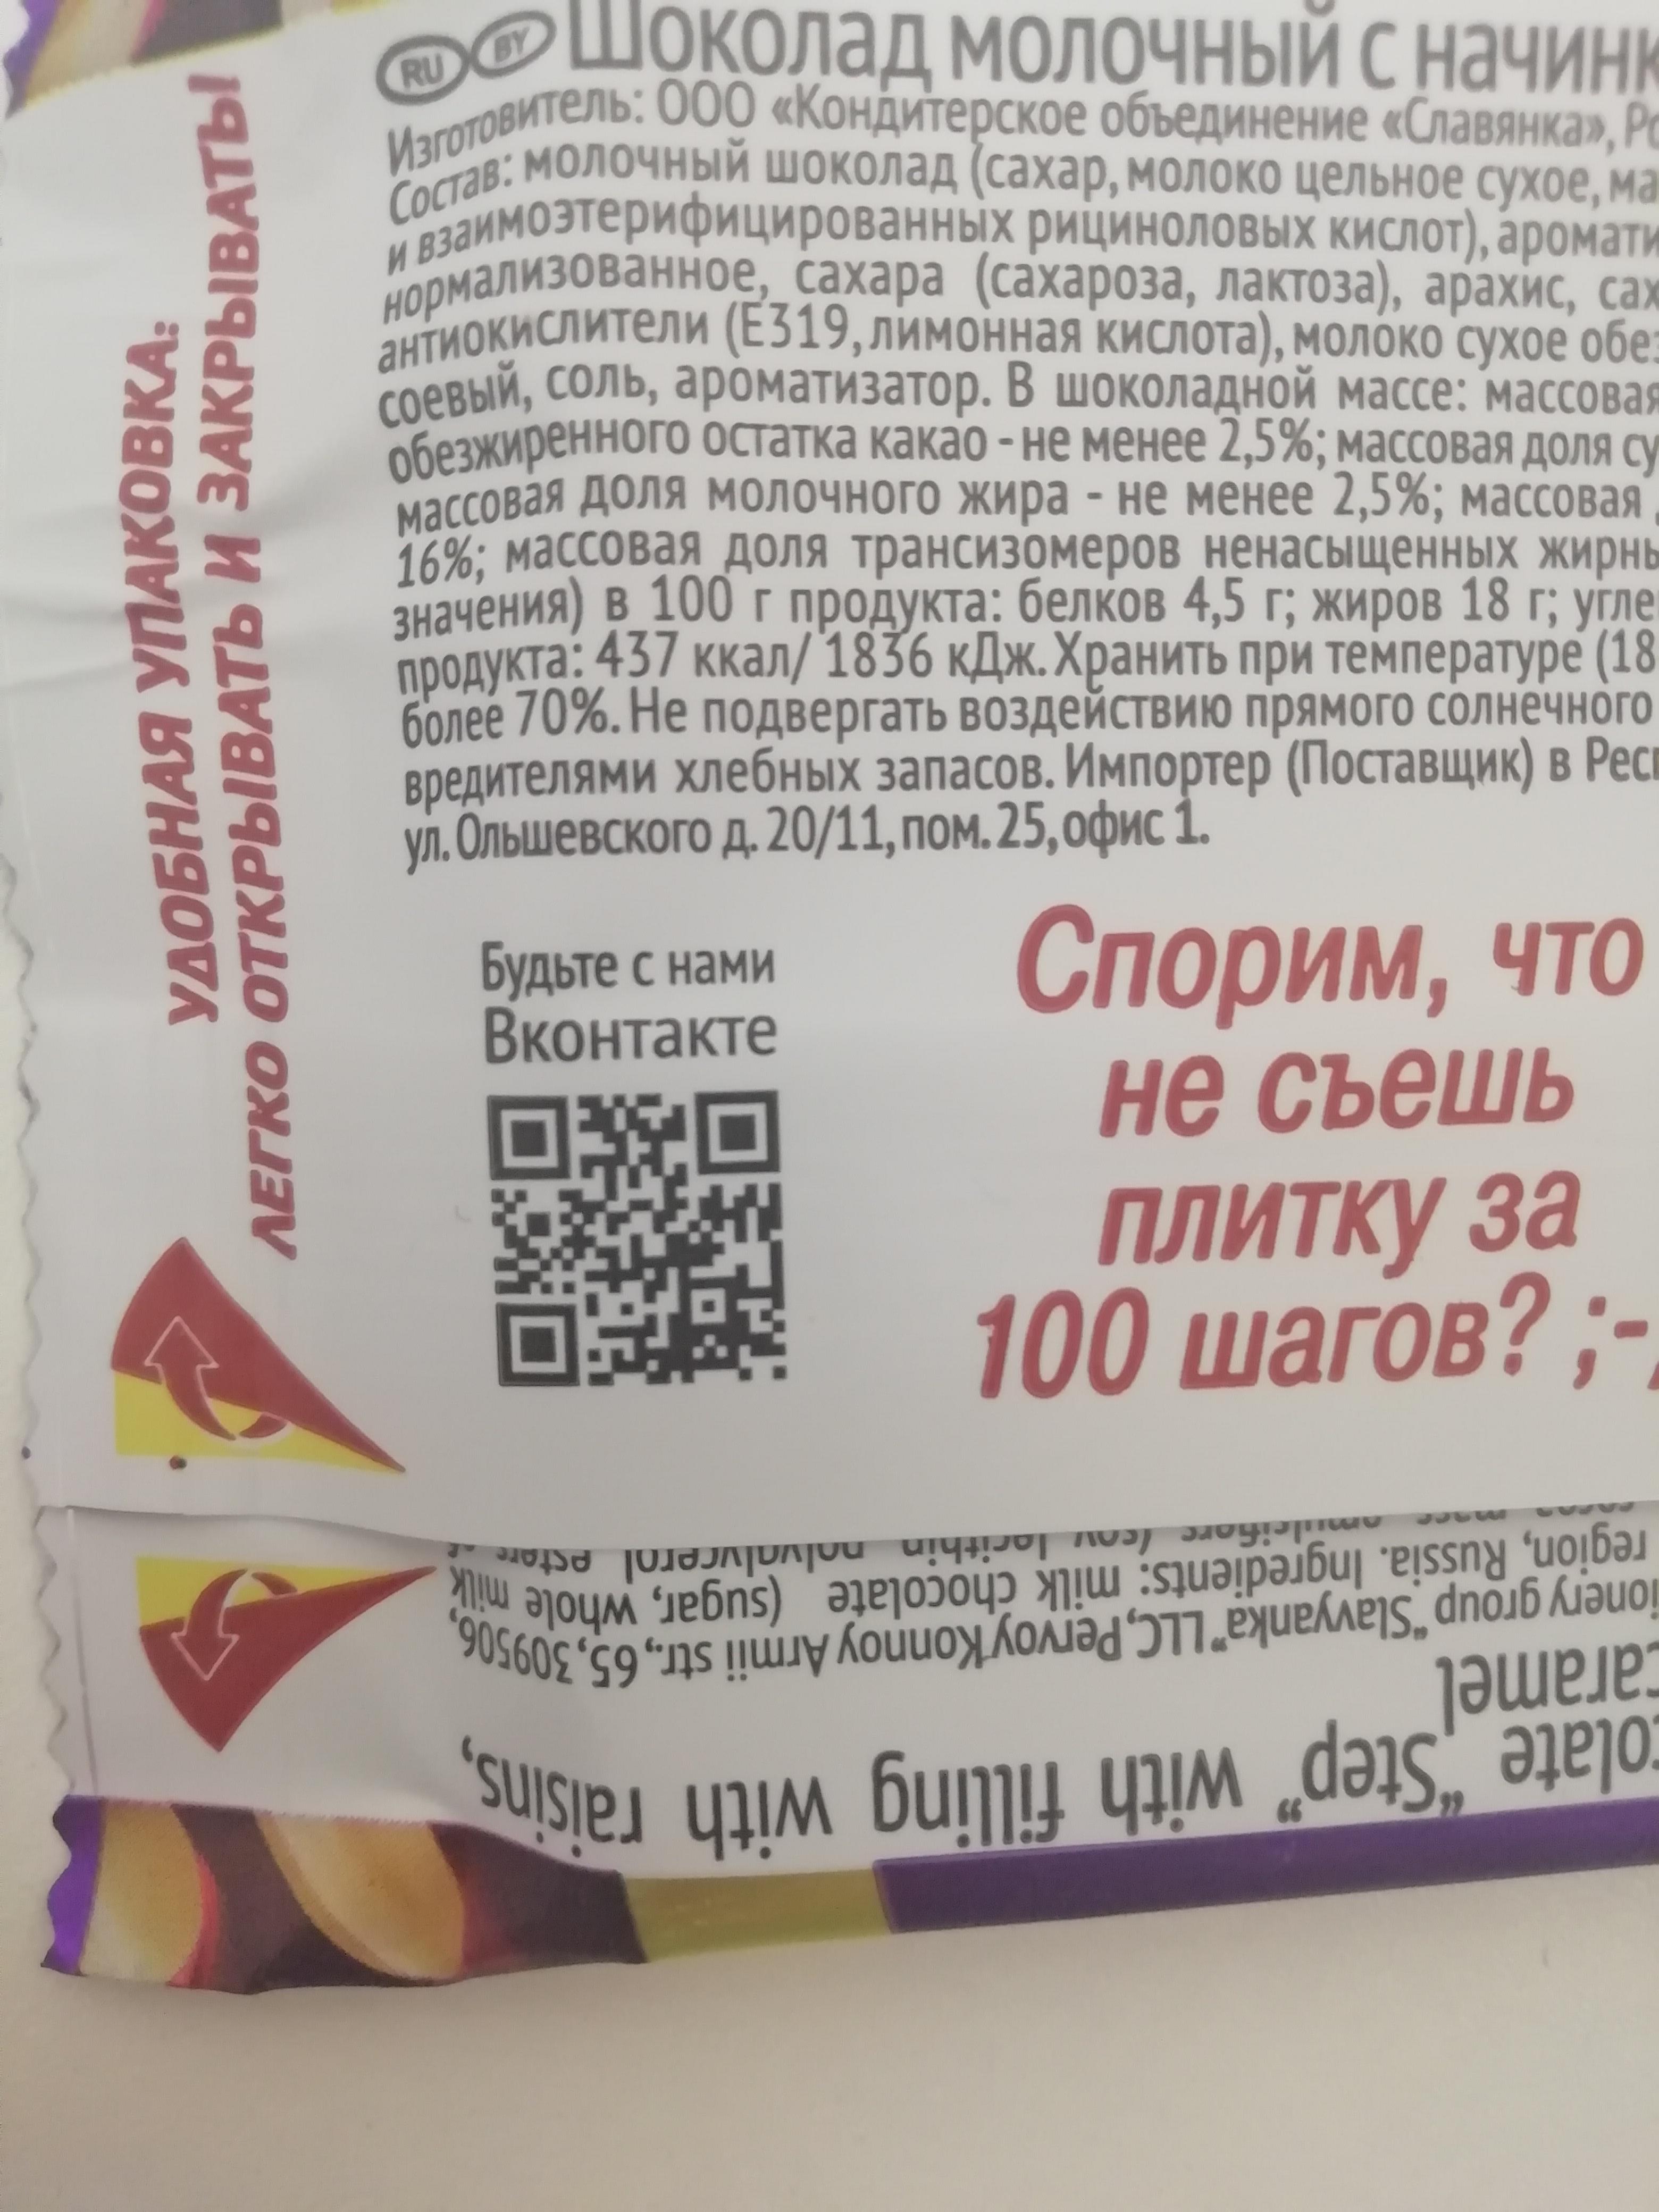 RU BY Шоколад молочный с начинк
Изготовитель: ООО «Кондитерское объединение «Славянка», Ро
Состав: молочный шоколад (сахар, молоко цельное сухое, ма
и взаимоэтерифицированных рициноловых кислот), аромати
нормализованное, сахара (сахароза, лактоза), арахис, сах
антиокислители (Е319, лимонная кислота), молоко сухое обез
соевый, соль, ароматизатор. В шоколадной массе: массовая
обезжиренного остатка какао - не менее 2,5%; массовая доля су
массовая доля молочного жира - не менее 2,5%; массовая
16%; массовая доля трансизомеров ненасыщенных жирны
значения) в 100 г продукта: белков 4,5 г; жиров 18 г; угле
продукта: 437 ккал/ 1836 кДж. Хранить при температуре (18
более 70%. Не подвергать воздействию прямого солнечного
вредителями хлебных запасов. Импортер (Поставщик) в Респ
ул. Ольшевского д. 20/11, пом. 25, офис 1.
УДОБНАЯ УПАКОВКА:
ЛЕГКО ОТКРЫВАТЬ И ЗАКРЫВАТЬ!
Будьте с нами
Вконтакте
Спорим, что
не съешь
плитку за
100 шагов? ;-
olate "Step" with filling with raisins,
caramel
ionery group "Slavyanka" LLC, Pervoy Konnoy Armii str., 65, 309506,
region, Russia. Ingredients: milk chocolate (sugar, whole milk
cocoa mass, emulsifiers (soy lecithin, polyglycerol esters of